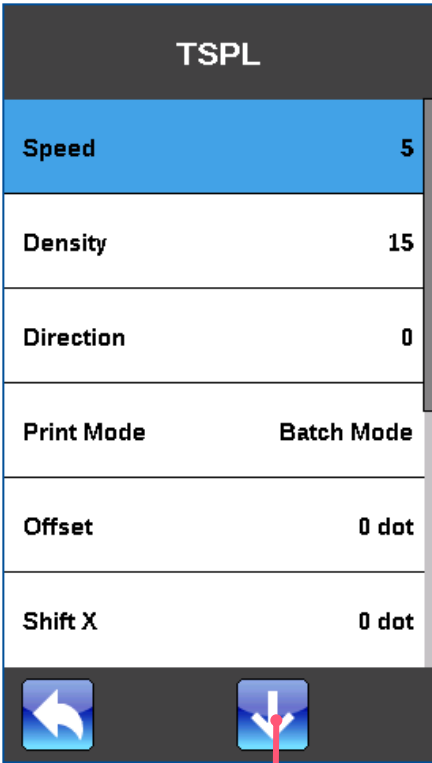 TSPL
Speed 5
Density 15
Direction 0
Print Mode Batch Mode
Offset 0 dot
Shift X 0 dot